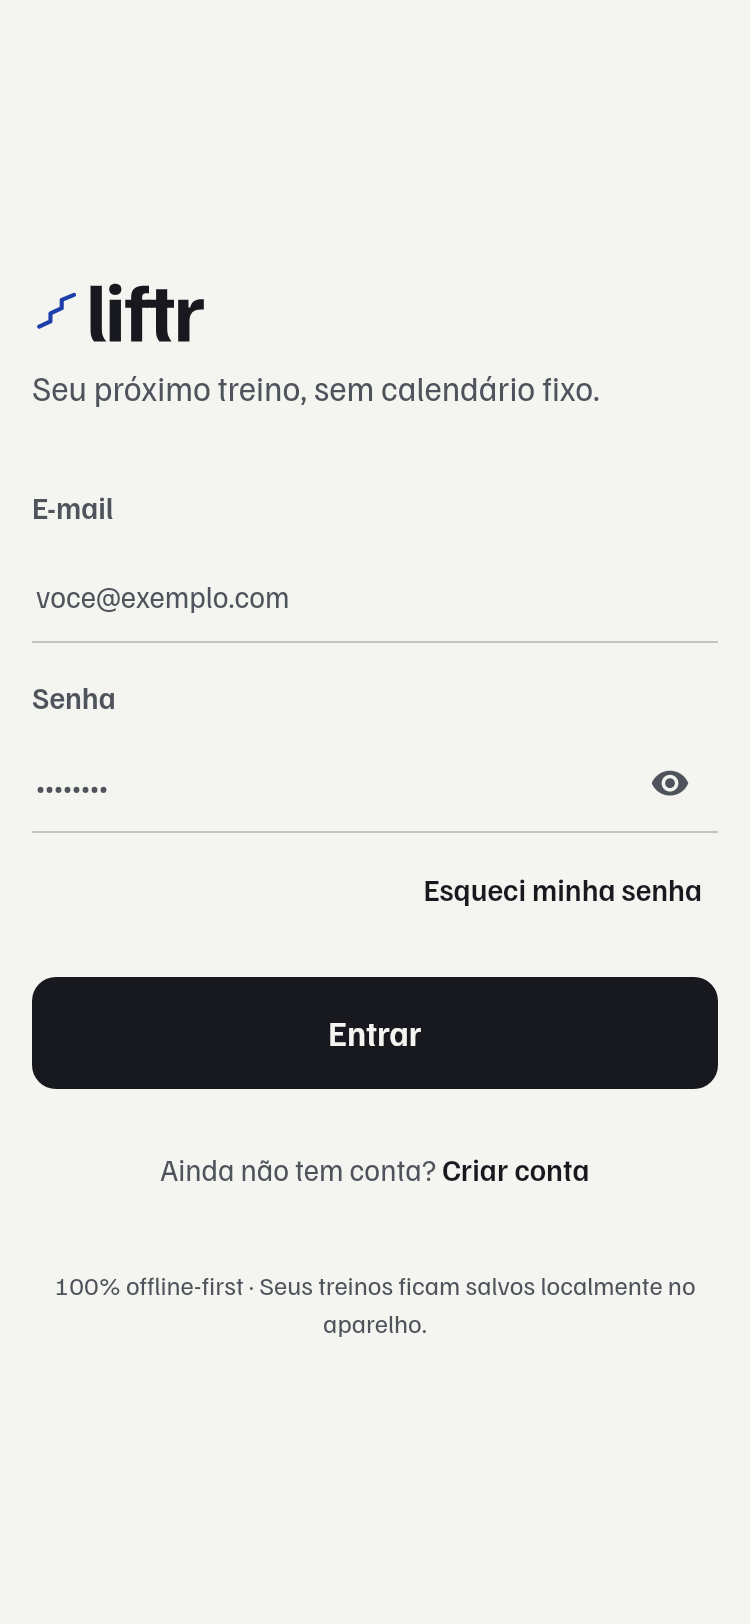 liftr
Seu próximo treino, sem calendário fixo.
E-mail
voce@exemplo.com
Senha
••••••••
Esqueci minha senha
Entrar
Ainda não tem conta? Criar conta
100% offline-first · Seus treinos ficam salvos localmente no
aparelho.